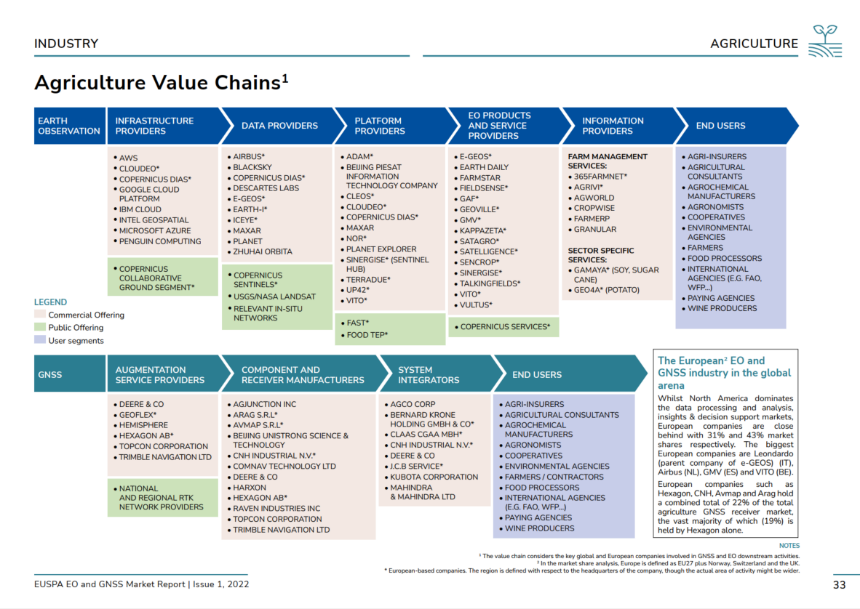 INDUSTRY
AGRICULTURE
Agriculture Value Chains¹
EARTH
OBSERVATION
INFRASTRUCTURE
PROVIDERS
DATA PROVIDERS
PLATFORM
PROVIDERS
EO PRODUCTS
AND SERVICE
PROVIDERS
INFORMATION
PROVIDERS
END USERS
• AWS
• CLOUDEO*
• COPERNICUS DIAS*
• GOOGLE CLOUD
PLATFORM
• IBM CLOUD
• INTEL GEOSPATIAL
• MICROSOFT AZURE
• PENGUIN COMPUTING
• COPERNICUS
COLLABORATIVE
GROUND SEGMENT*
• AIRBUS*
• BLACKSKY
• COPERNICUS DIAS*
• DESCARTES LABS
• E-GEOS*
• EARTH-I*
• ICEYE*
• MAXAR
• PLANET
• ZHUHAI ORBITA
• COPERNICUS
SENTINELS*
• USGS/NASA LANDSAT
• RELEVANT IN-SITU
NETWORKS
• ADAM*
• BEIJING PIESAT
INFORMATION
TECHNOLOGY COMPANY
• CLEOS*
• CLOUDEO*
• COPERNICUS DIAS*
• MAXAR
• NOR*
• PLANET EXPLORER
• SINERGISE* (SENTINEL
HUB)
• TERRADUE*
• UP42*
• VITO*
• FAST*
• FOOD TEP*
• E-GEOS*
• EARTH DAILY
• FARMSTAR
• FIELDSENSE*
• GAF*
• GEOVILLE*
• GMV*
• KAPPAZETA*
• SATAGRO*
• SATELLIGENCE*
• SENCROP*
• SINERGISE*
• TALKINGFIELDS*
• VITO*
• VULTUS*
• COPERNICUS SERVICES*
FARM MANAGEMENT
SERVICES:
• 365FARMNET*
• AGRIVI*
• AGWORLD
• CROPWISE
• FARMERP
• GRANULAR
SECTOR SPECIFIC
SERVICES:
• GAMAYA* (SOY, SUGAR
CANE)
• GEO4A* (POTATO)
• AGRI-INSURERS
• AGRICULTURAL
CONSULTANTS
• AGROCHEMICAL
MANUFACTURERS
• AGRONOMISTS
• COOPERATIVES
• ENVIRONMENTAL
AGENCIES
• FARMERS
• FOOD PROCESSORS
• INTERNATIONAL
AGENCIES (E.G. FAO,
WFP...)
• PAYING AGENCIES
• WINE PRODUCERS
LEGEND
Commercial Offering
Public Offering
User segments
GNSS
AUGMENTATION
SERVICE PROVIDERS
COMPONENT AND
RECEIVER MANUFACTURERS
SYSTEM
INTEGRATORS
END USERS
• DEERE & CO
• GEOFLEX*
• HEMISPHERE
• HEXAGON AB*
• TOPCON CORPORATION
• TRIMBLE NAVIGATION LTD
• NATIONAL
AND REGIONAL RTK
NETWORK PROVIDERS
• AGJUNCTION INC
• ARAG S.R.L*
• AVMAP S.R.L*
• BEIJING UNISTRONG SCIENCE &
TECHNOLOGY
• CNH INDUSTRIAL N.V.*
• COMNAV TECHNOLOGY LTD
• DEERE & CO
• HARXON
• HEXAGON AB*
• RAVEN INDUSTRIES INC
• TOPCON CORPORATION
• TRIMBLE NAVIGATION LTD
• AGCO CORP
• BERNARD KRONE
HOLDING GMBH & CO*
• CLAAS CGAA MBH*
• CNH INDUSTRIAL N.V.*
• DEERE & CO
• J.C.B SERVICE*
• KUBOTA CORPORATION
• MAHINDRA
& MAHINDRA LTD
• AGRI-INSURERS
• AGRICULTURAL CONSULTANTS
• AGROCHEMICAL
MANUFACTURERS
• AGRONOMISTS
• COOPERATIVES
• ENVIRONMENTAL AGENCIES
• FARMERS / CONTRACTORS
• FOOD PROCESSORS
• INTERNATIONAL AGENCIES
(E.G. FAO, WFP...)
• PAYING AGENCIES
• WINE PRODUCERS
The European² EO and
GNSS industry in the global
arena
Whilst North America dominates
the data processing and analysis,
insights & decision support markets,
European companies are close
behind with 31% and 43% market
shares respectively. The biggest
European companies are Leondardo
(parent company of e-GEOS) (IT),
Airbus (NL), GMV (ES) and VITO (BE).
European companies such as
Hexagon, CNH, Avmap and Arag hold
a combined total of 22% of the total
agriculture GNSS receiver market,
the vast majority of which (19%) is
held by Hexagon alone.
NOTES
¹ The value chain considers the key global and European companies involved in GNSS and EO downstream activities.
² In the market share analysis, Europe is defined as EU27 plus Norway, Switzerland and the UK.
* European-based companies. The region is defined with respect to the headquarters of the company, though the actual area of activity might be wider.
EUSPA EO and GNSS Market Report | Issue 1, 2022
33